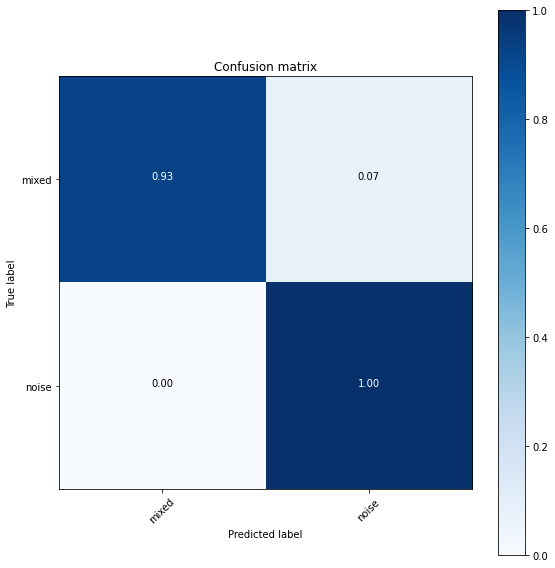 Confusion matrix
True label
mixed
0.93
0.07
noise
0.00
1.00
mixed
noise
Predicted label
1.0
0.8
0.6
0.4
0.2
0.0